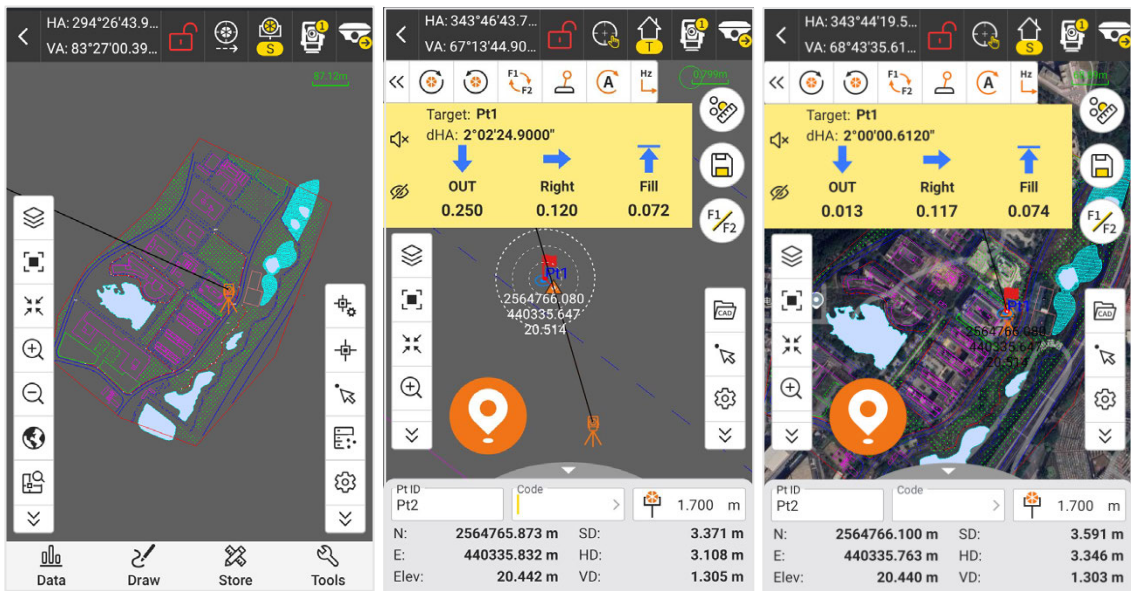 HA: 294°26'43.9...
VA: 83°27'00.39...
S
1
87.12m
Data
Draw
Store
Tools
HA: 343°46'43.7...
VA: 67°13'44.90...
T
1
F1
F2
A
Hz
0.799m
Target: Pt1
dHA: 2°02'24.9000"
OUT
Right
Fill
0.250
0.120
0.072
F1/F2
Pt1
2564766.080
440335.647
20.514
CAD
Pt ID
Pt2
Code
1.700 m
N: 2564765.873 m SD: 3.371 m
E: 440335.832 m HD: 3.108 m
Elev: 20.442 m VD: 1.305 m
HA: 343°44'19.5...
VA: 68°43'35.61...
S
1
F1
F2
A
Hz
Target: Pt1
dHA: 2°00'00.6120"
OUT
Right
Fill
0.013
0.117
0.074
F1/F2
Pt1
2564766.080
440335.647
20.514
CAD
Pt ID
Pt2
Code
1.700 m
N: 2564766.100 m SD: 3.591 m
E: 440335.763 m HD: 3.346 m
Elev: 20.440 m VD: 1.303 m